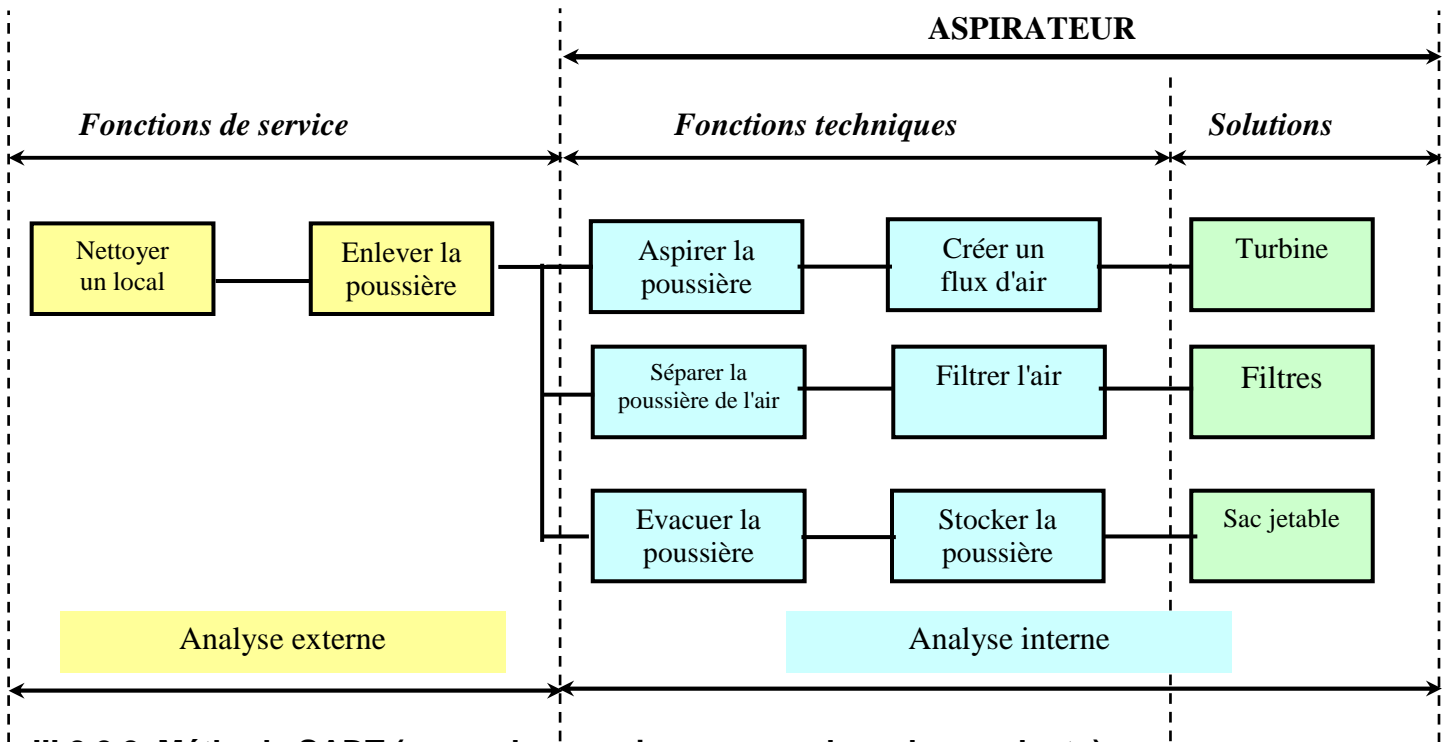 ASPIRATEUR
Fonctions de service
Fonctions techniques
Solutions
Nettoyer
un local
Enlever la
poussière
Aspirer la
poussière
Créer un
flux d'air
Turbine
Séparer la
poussière de l'air
Filtrer l'air
Filtres
Evacuer la
poussière
Stocker la
poussière
Sac jetable
Analyse externe
Analyse interne